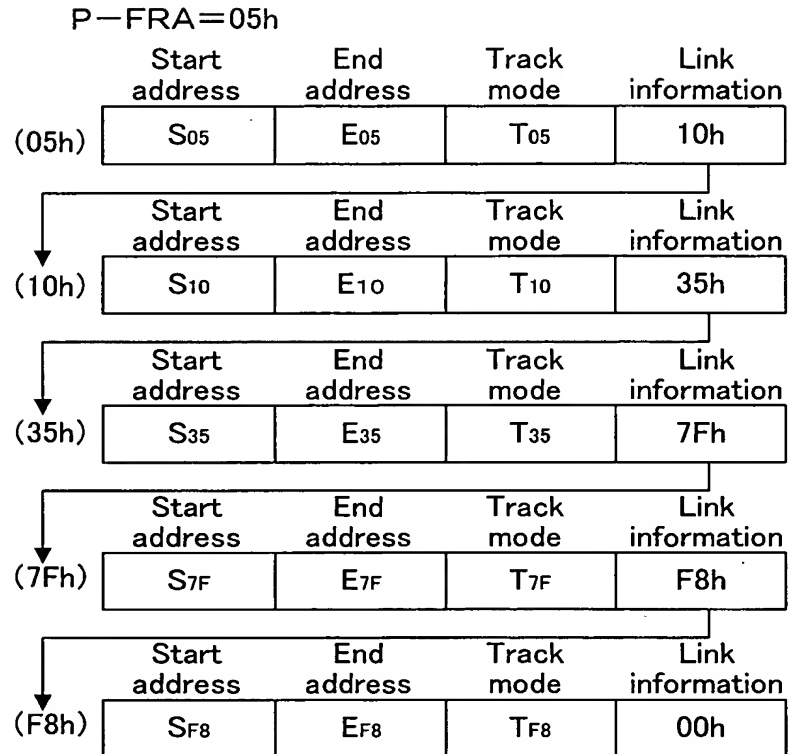 P－FRA＝05h
Start End Track Link
address address mode information
(05h) S05 E05 T05 10h
Start End Track Link
address address mode information
(10h) S10 E10 T10 35h
Start End Track Link
address address mode information
(35h) S35 E35 T35 7Fh
Start End Track Link
address address mode information
(7Fh) S7F E7F T7F F8h
Start End Track Link
address address mode information
(F8h) SF8 EF8 TF8 00h